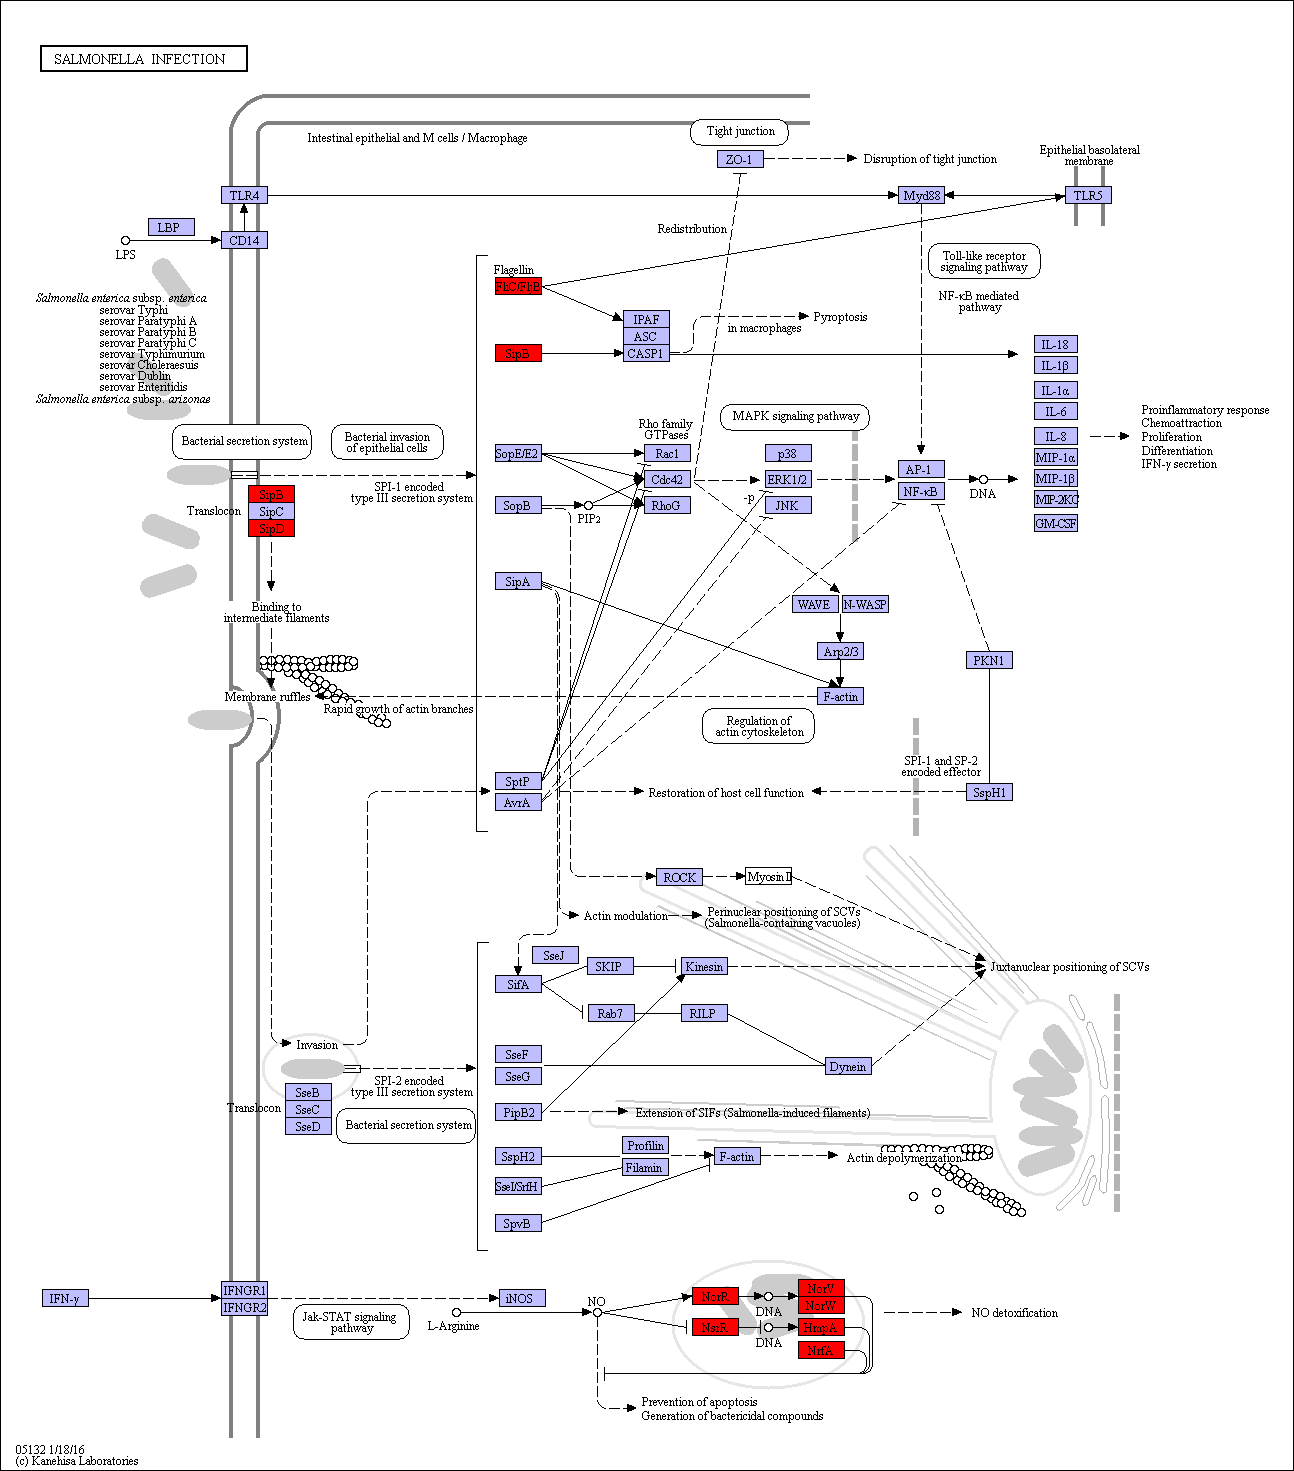 SALMONELLA INFECTION
Intestinal epithelial and M cells / Macrophage
Tight junction
ZO-1
Disruption of tight junction
Epithelial basolateral
membrane
TLR4
Myd88
TLR5
LBP
CD14
LPS
Redistribution
Toll-like receptor
signaling pathway
NF-κB mediated
pathway
Flagellin
FliC/FljB
Salmonella enterica subsp. enterica
serovar Typhi
serovar Paratyphi A
serovar Paratyphi B
serovar Paratyphi C
serovar Typhimurium
serovar Choleraesuis
serovar Dublin
serovar Enteritidis
Salmonella enterica subsp. arizonae
IPAF
ASC
CASP1
Pyroptosis
in macrophages
SipB
IL-18
IL-1β
IL-1α
IL-6
IL-8
MIP-1α
MIP-1β
MIP-2KC
GM-CSF
Proinflammatory response
Chemoattraction
Proliferation
Differentiation
IFN-γ secretion
Bacterial secretion system
Bacterial invasion
of epithelial cells
MAPK signaling pathway
Rho family
GTPases
SopE/E2
Rac1
Cdc42
RhoG
p38
ERK1/2
JNK
-p
AP-1
NF-κB
DNA
SPI-1 encoded
type III secretion system
SopB
PIP2
SipB
Translocon
SipC
SipD
SipA
Binding to
intermediate filaments
WAVE
N-WASP
Arp2/3
F-actin
PKN1
Membrane ruffles
Rapid growth of actin branches
Regulation of
actin cytoskeleton
SPI-1 and SP-2
encoded effector
SptP
AvrA
Restoration of host cell function
SspH1
ROCK
Myosin II
Actin modulation
Perinuclear positioning of SCVs
(Salmonella-containing vacuoles)
SseJ
SifA
SKIP
Kinesin
Juxtanuclear positioning of SCVs
Rab7
RILP
Invasion
SseF
SseG
Dynein
SPI-2 encoded
type III secretion system
SseB
Translocon
SseC
SseD
Bacterial secretion system
PipB2
Extension of SIFs (Salmonella-induced filaments)
SspH2
Profilin
Filamin
F-actin
Actin depolymerization
SseI/SrfH
SpvB
IFN-γ
IFNGR1
IFNGR2
iNOS
Jak-STAT signaling
pathway
L-Arginine
NO
NorR
DNA
NorV
NorW
NsrR
DNA
HmpA
NrfA
NO detoxification
Prevention of apoptosis
Generation of bactericidal compounds
05132 1/18/16
(c) Kanehisa Laboratories